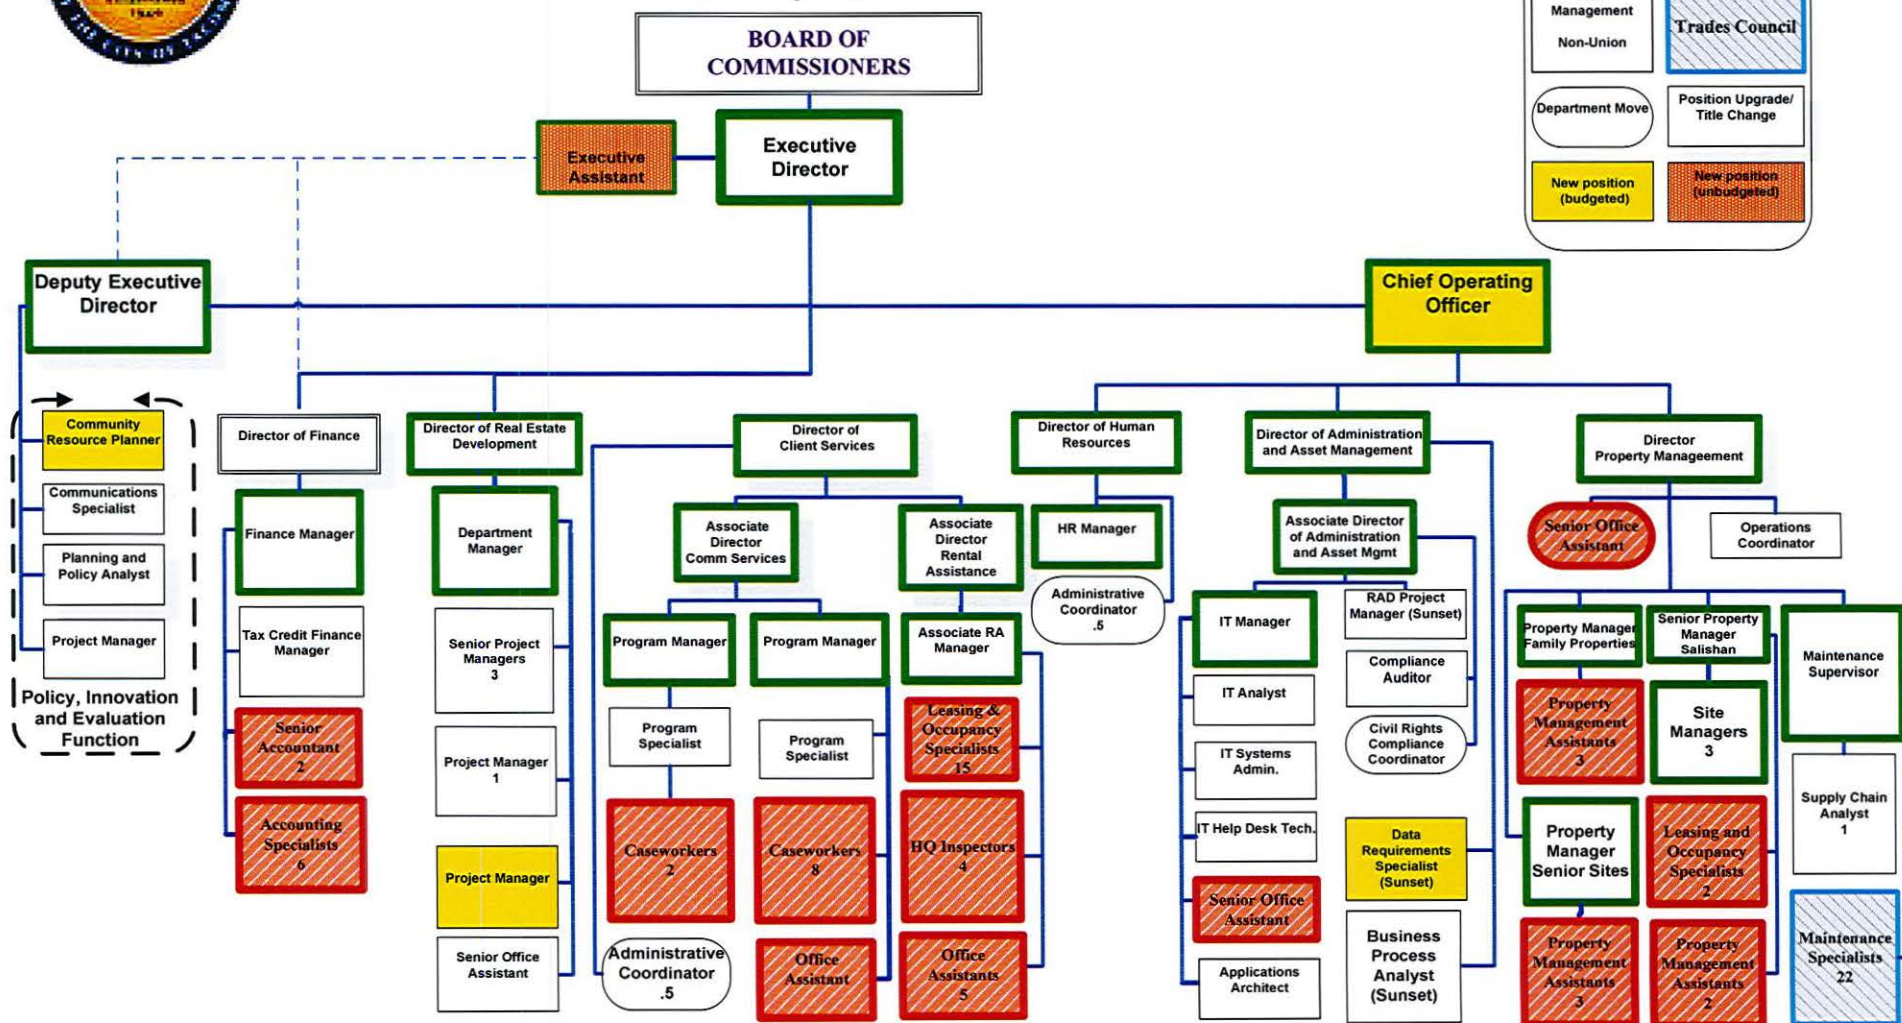 THE CITY OF TAC
BOARD OF
COMMISSIONERS
Executive
Assistant
Executive
Director
Management
Non-Union
Trades Council
Department Move
Position Upgrade/
Title Change
New position
(budgeted)
New position
(unbudgeted)
Deputy Executive
Director
Chief Operating
Officer
Community
Resource Planner
Communications
Specialist
Planning and
Policy Analyst
Project Manager
Policy, Innovation
and Evaluation
Function
Director of Finance
Finance Manager
Tax Credit Finance
Manager
Senior
Accountant
2
Accounting
Specialists
6
Director of Real Estate
Development
Department
Manager
Senior Project
Managers
3
Project Manager
1
Project Manager
Senior Office
Assistant
Director of
Client Services
Associate
Director
Comm Services
Program Manager
Program
Specialist
Caseworkers
2
Administrative
Coordinator
.5
Program Manager
Program
Specialist
Caseworkers
8
Office
Assistant
Associate
Director
Rental
Assistance
Associate RA
Manager
Leasing &
Occupancy
Specialists
15
HQ Inspectors
4
Office
Assistants
5
Director of Human
Resources
HR Manager
Administrative
Coordinator
.5
Director of Administration
and Asset Management
Associate Director
of Administration
and Asset Mgmt
IT Manager
IT Analyst
IT Systems
Admin.
IT Help Desk Tech.
Senior Office
Assistant
Applications
Architect
RAD Project
Manager (Sunset)
Compliance
Auditor
Civil Rights
Compliance
Coordinator
Data
Requirements
Specialist
(Sunset)
Business
Process
Analyst
(Sunset)
Director
Property Manageement
Senior Office
Assistant
Operations
Coordinator
Property Manager
Family Properties
Property
Management
Assistants
3
Property
Manager
Senior Sites
Property
Management
Assistants
3
Senior Property
Manager
Salishan
Site
Managers
3
Leasing and
Occupancy
Specialists
2
Property
Management
Assistants
2
Maintenance
Supervisor
Supply Chain
Analyst
1
Maintenance
Specialists
22